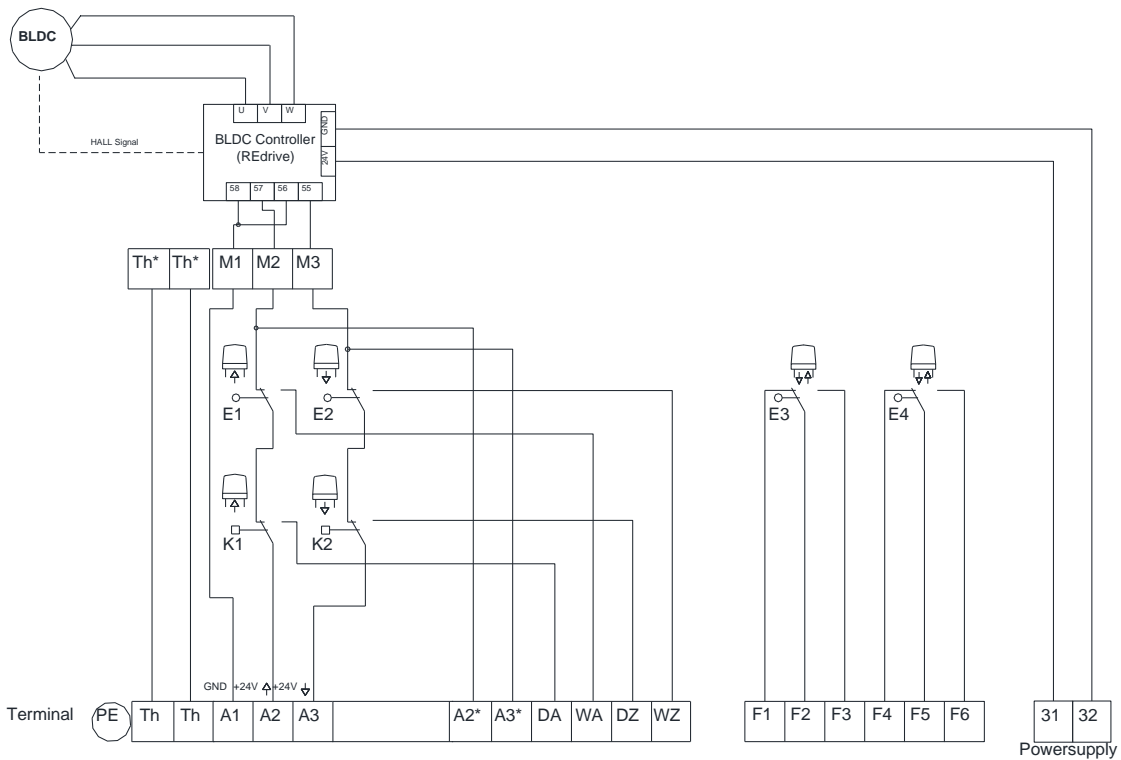 BLDC
U V W
GND
BLDC Controller
(REdrive)
24V
HALL Signal
58 57 56 55
Th* Th* M1 M2 M3
E1 E2 E3 E4
K1 K2
GND +24V +24V
Terminal PE Th Th A1 A2 A3 A2* A3* DA WA DZ WZ F1 F2 F3 F4 F5 F6 31 32
Powersupply